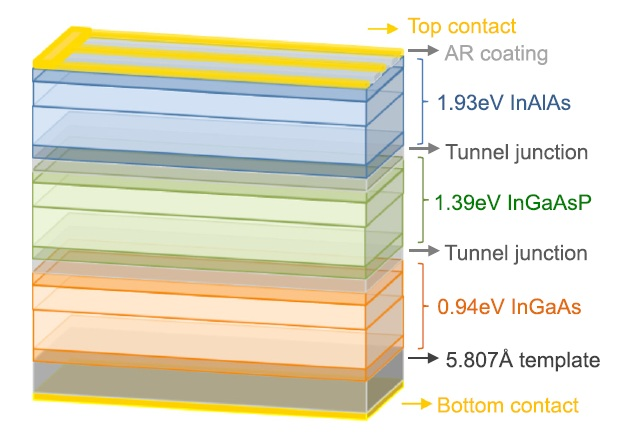 Top contact
AR coating
1.93eV InAlAs
Tunnel junction
1.39eV InGaAsP
Tunnel junction
0.94eV InGaAs
5.807Å template
Bottom contact